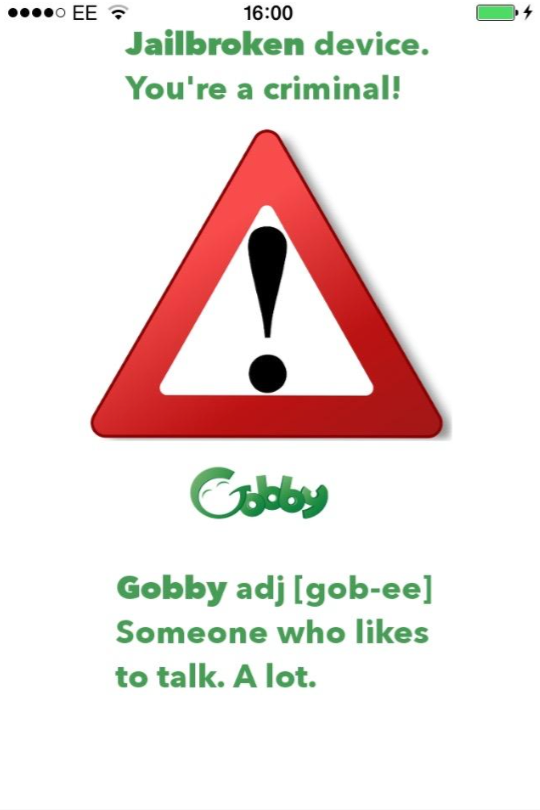 EE 16:00
Jailbroken device.
You're a criminal!
!
Gobby
Gobby adj [gob-ee]
Someone who likes
to talk. A lot.